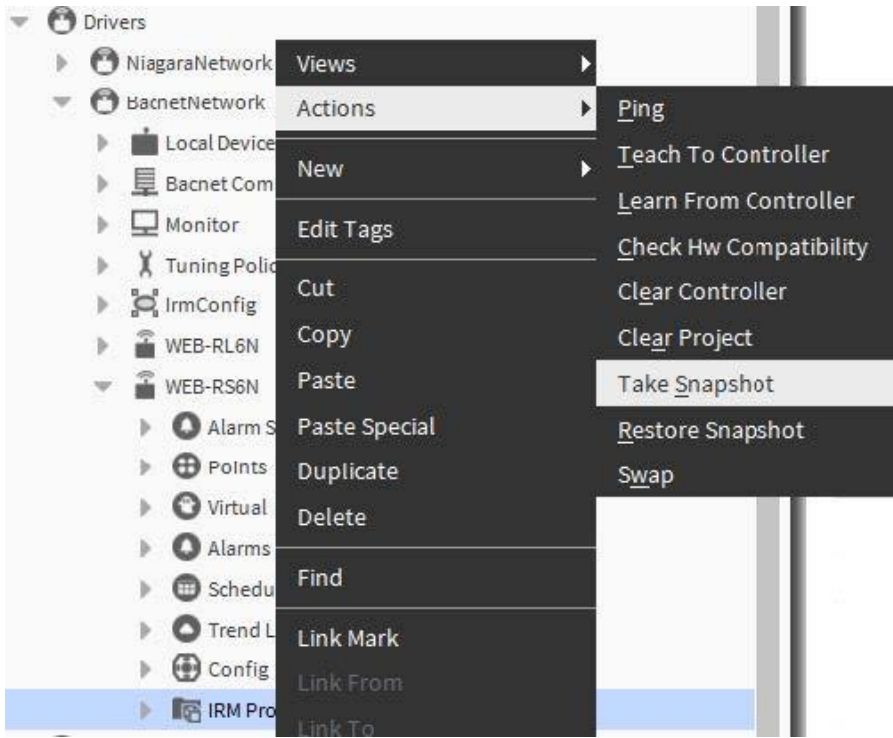 Drivers
NiagaraNetwork
BacnetNetwork
Local Device
Bacnet Com
Monitor
Tuning Polic
IrmConfig
WEB-RL6N
WEB-RS6N
Alarm S
Points
Virtual
Alarms
Schedu
Trend L
Config
IRM Pro
Views
Actions
New
Edit Tags
Cut
Copy
Paste
Paste Special
Duplicate
Delete
Find
Link Mark
Link From
Link To
Ping
Teach To Controller
Learn From Controller
Check Hw Compatibility
Clear Controller
Clear Project
Take Snapshot
Restore Snapshot
Swap